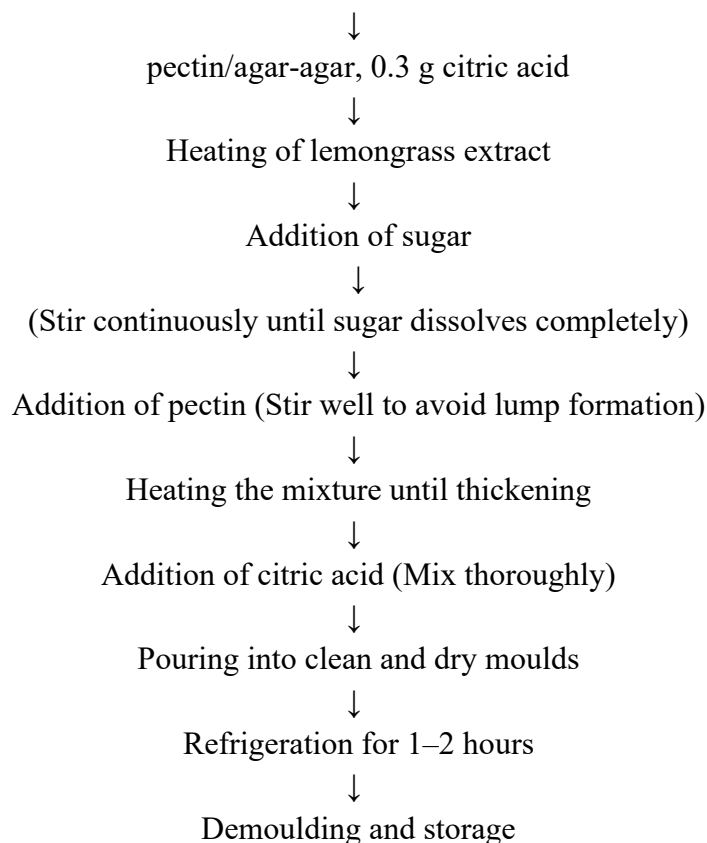 ↓
pectin/agar-agar, 0.3 g citric acid
↓
Heating of lemongrass extract
↓
Addition of sugar
↓
(Stir continuously until sugar dissolves completely)
↓
Addition of pectin (Stir well to avoid lump formation)
↓
Heating the mixture until thickening
↓
Addition of citric acid (Mix thoroughly)
↓
Pouring into clean and dry moulds
↓
Refrigeration for 1–2 hours
↓
Demoulding and storage